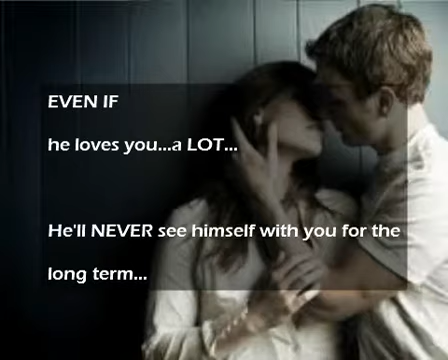 EVEN IF
he loves you...a LOT...
He'll NEVER see himself with you for the
long term...